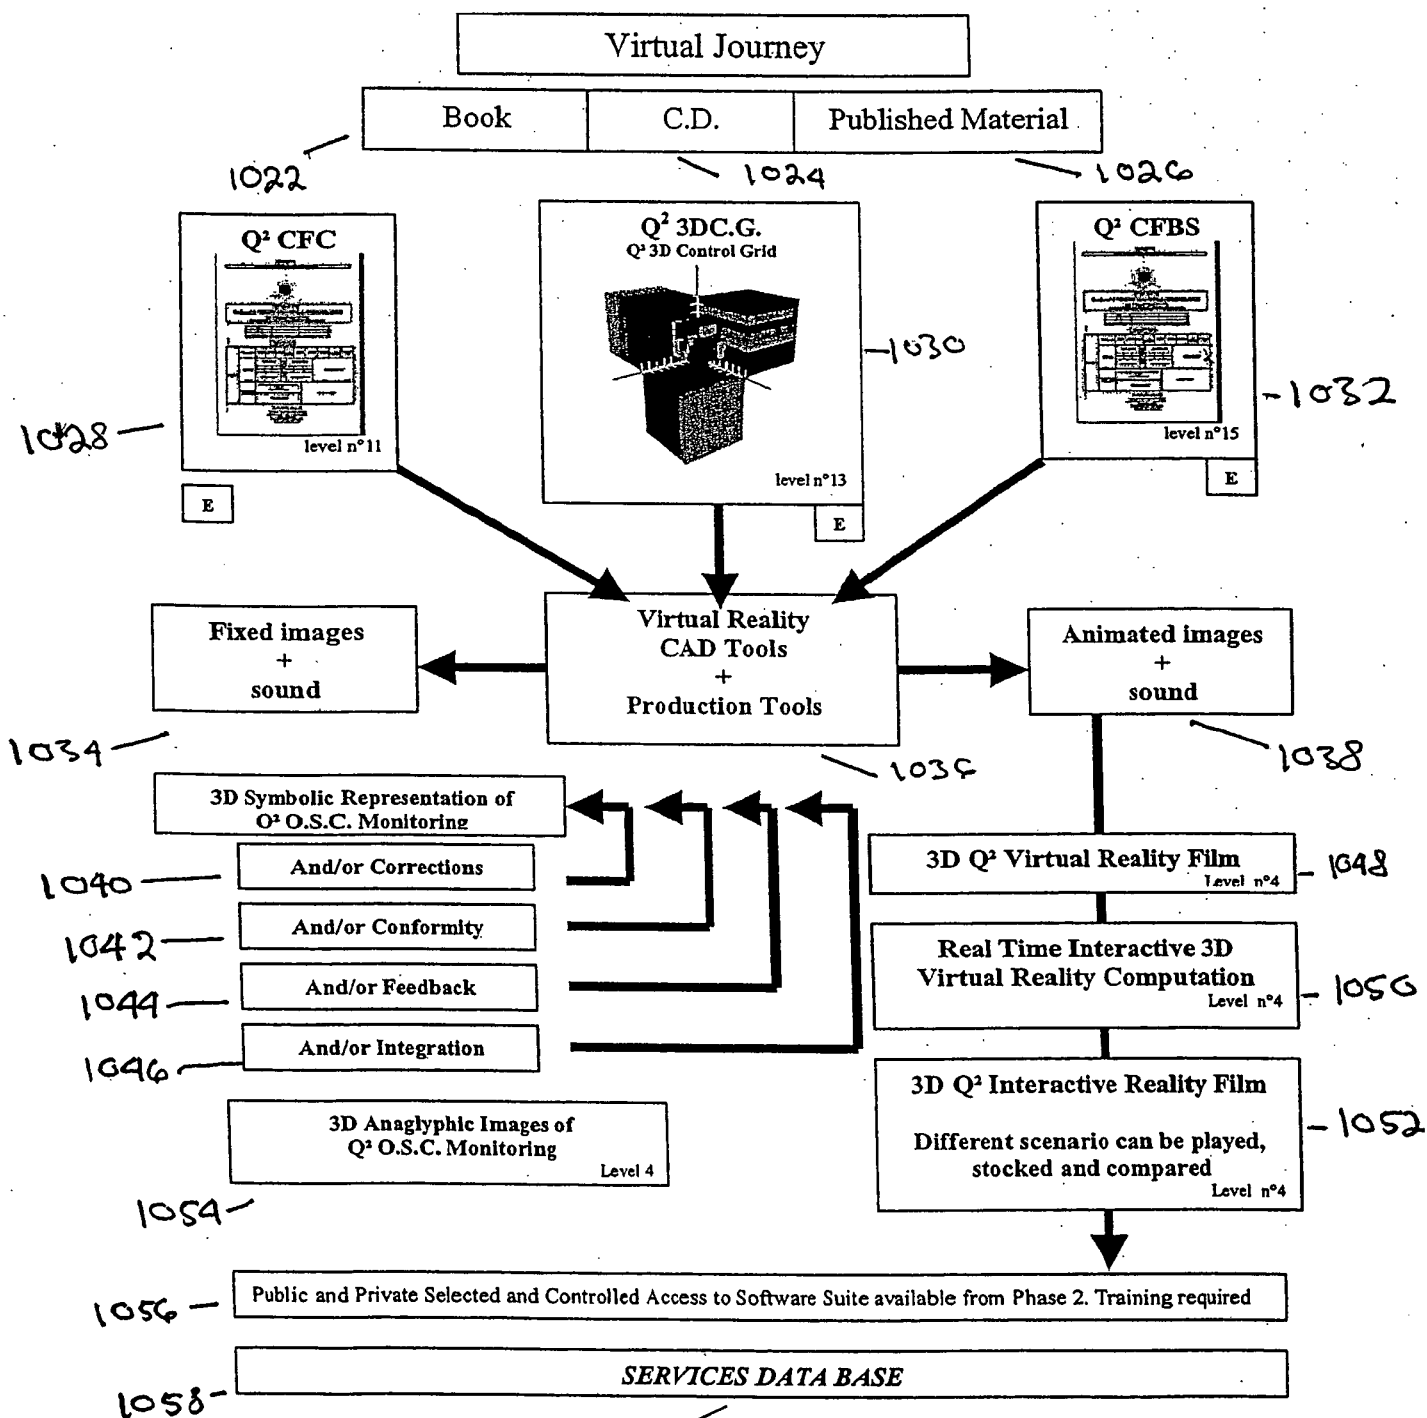 Virtual Journey
Book
C.D.
Published Material
1022
1024
1026
Q² CFC
level n°11
1028
E
Q² 3DC.G.
Q² 3D Control Grid
level n°13
1030
E
Q² CFBS
level n°15
1032
E
Fixed images
+
sound
1034
Virtual Reality
CAD Tools
+
Production Tools
1036
Animated images
+
sound
1038
3D Symbolic Representation of
Q² O.S.C. Monitoring
And/or Corrections
1040
And/or Conformity
1042
And/or Feedback
1044
And/or Integration
1046
3D Q² Virtual Reality Film
Level n°4
1048
Real Time Interactive 3D
Virtual Reality Computation
Level n°4
1050
3D Q² Interactive Reality Film
Different scenario can be played,
stocked and compared
Level n°4
1052
3D Anaglyphic Images of
Q² O.S.C. Monitoring
Level 4
1054
Public and Private Selected and Controlled Access to Software Suite available from Phase 2. Training required
1056
SERVICES DATA BASE
1058